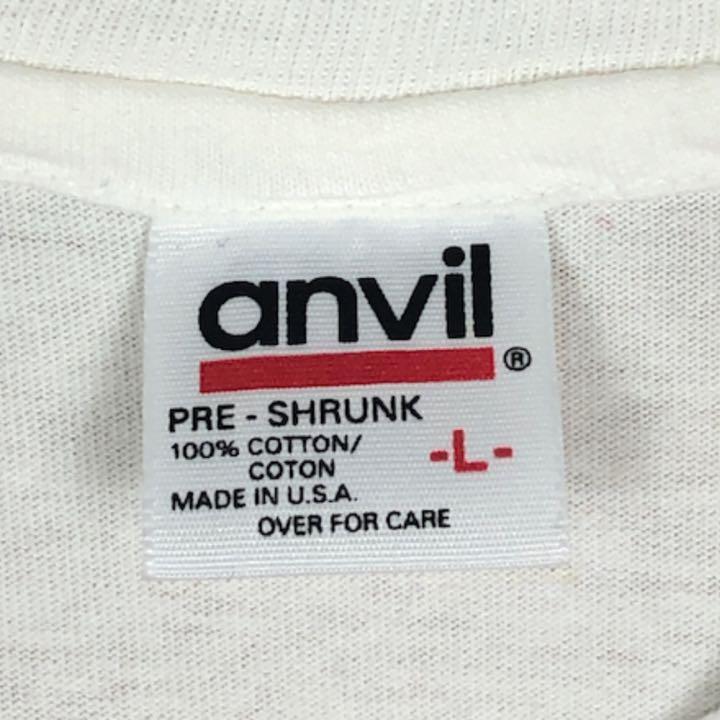 anvil®
PRE - SHRUNK
100% COTTON/
COTON
-L-
MADE IN U.S.A.
OVER FOR CARE